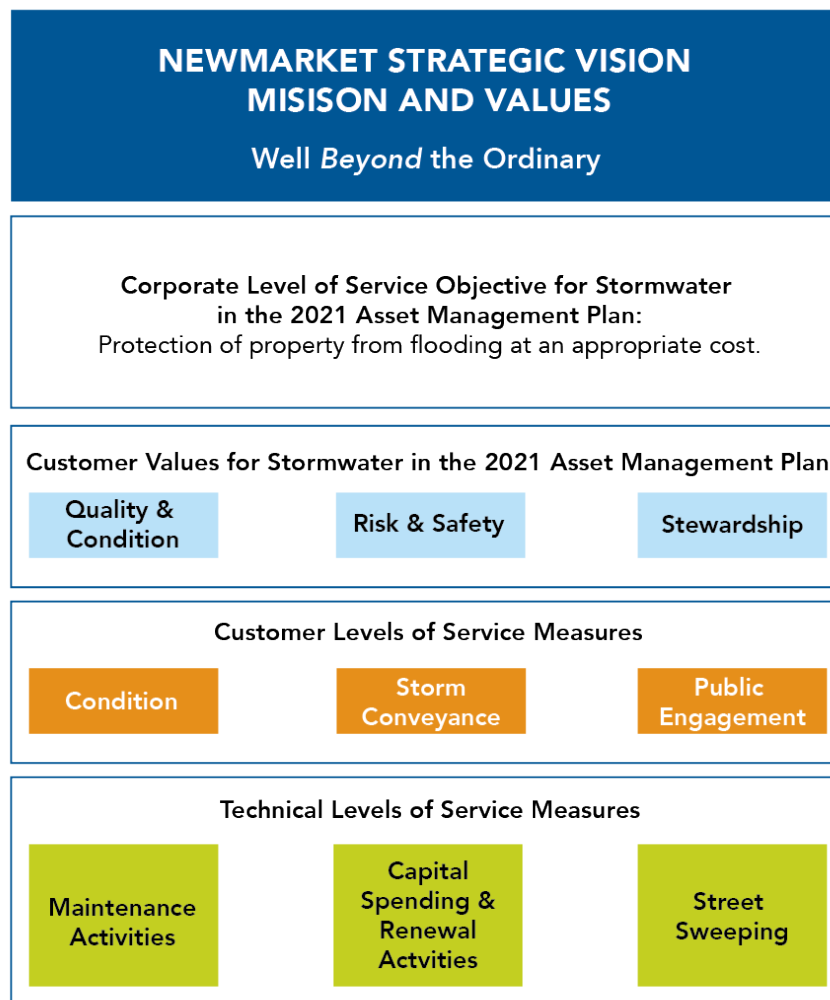 NEWMARKET STRATEGIC VISION
MISISON AND VALUES
Well Beyond the Ordinary
Corporate Level of Service Objective for Stormwater
in the 2021 Asset Management Plan:
Protection of property from flooding at an appropriate cost.
Customer Values for Stormwater in the 2021 Asset Management Plan
Quality &
Condition
Risk & Safety
Stewardship
Customer Levels of Service Measures
Condition
Storm
Conveyance
Public
Engagement
Technical Levels of Service Measures
Maintenance
Activities
Capital
Spending &
Renewal
Actvities
Street
Sweeping